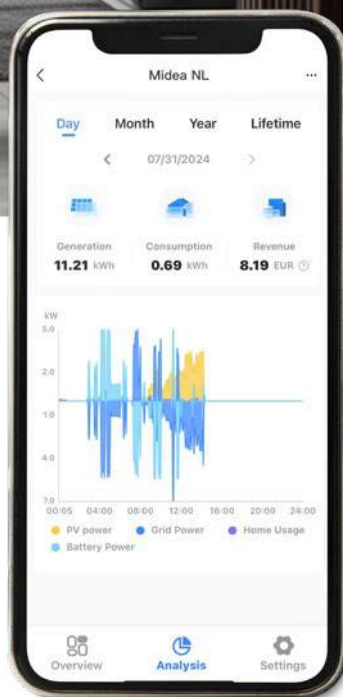 Midea NL
Day Month Year Lifetime
07/31/2024
Generation Consumption Revenue
11.21 kWh 0.69 kWh 8.19 EUR
kW
5.0
2.0
1.0
4.0
7.0
00:05 04:00 08:00 12:00 16:00 20:00 24:00
PV power Grid Power Home Usage
Battery Power
Overview Analysis Settings